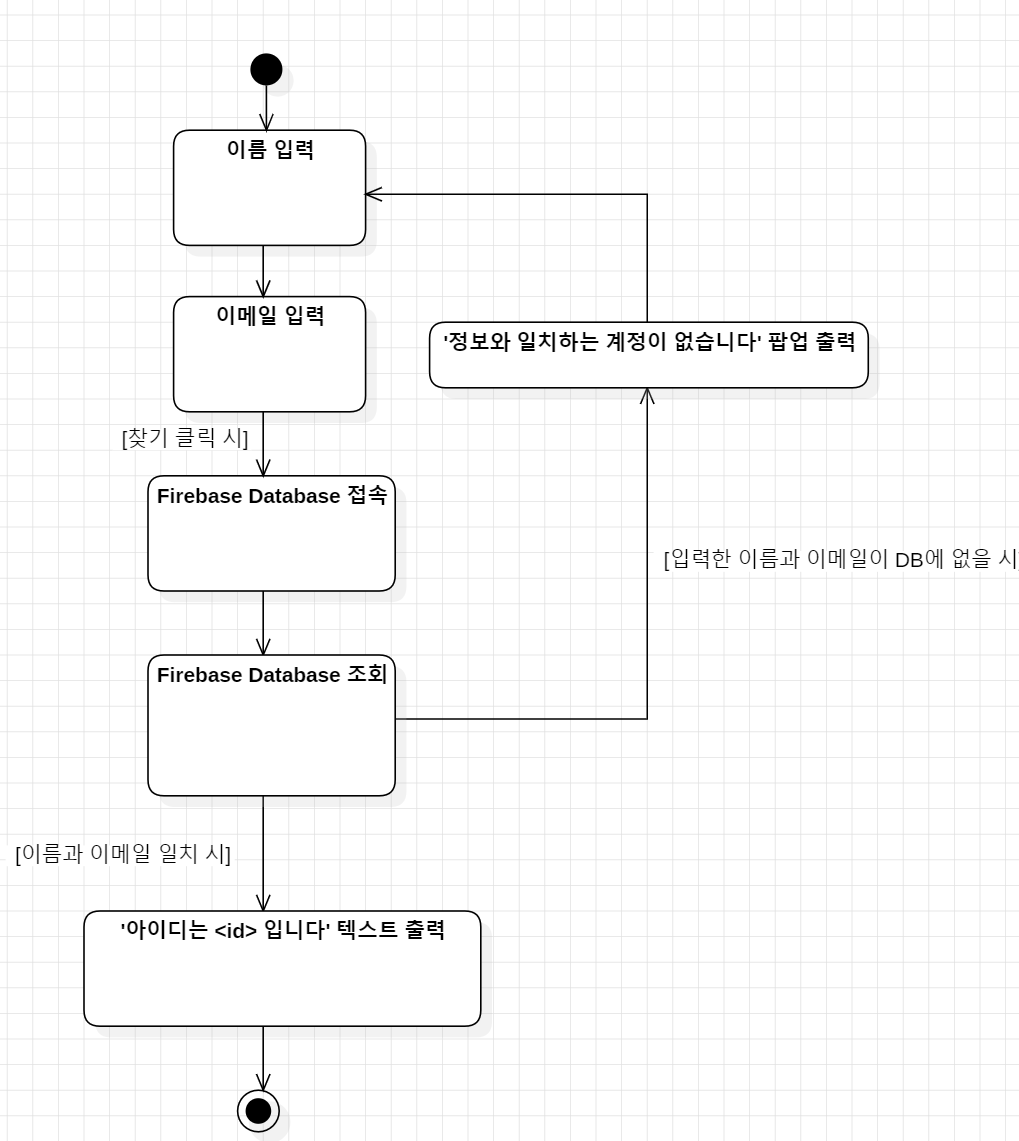 이름 입력
이메일 입력
'정보와 일치하는 계정이 없습니다' 팝업 출력
[찾기 클릭 시]
Firebase Database 접속
[입력한 이름과 이메일이 DB에 없을 시
Firebase Database 조회
[이름과 이메일 일치 시]
'아이디는 <id> 입니다' 텍스트 출력